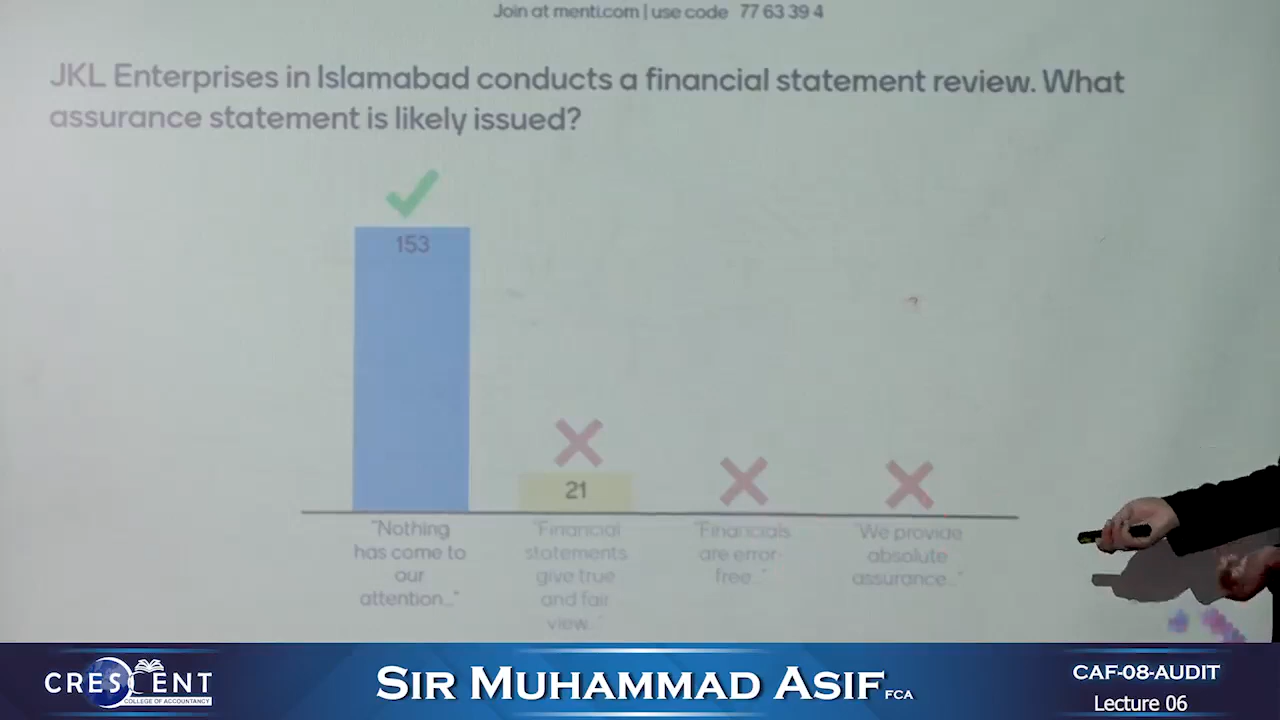 Join at menti.com | use code 77 63 39 4
JKL Enterprises in Islamabad conducts a financial statement review. What
assurance statement is likely issued?
153
21
"Nothing
has come to
our
attention..."
"Financial
statements
give true
and fair
view..."
"Financials
are error-
free..."
"We provide
absolute
assurance..."
CRESCENT
COLLEGE OF ACCOUNTANCY
SIR MUHAMMAD ASIF FCA
CAF-08-AUDIT
Lecture 06